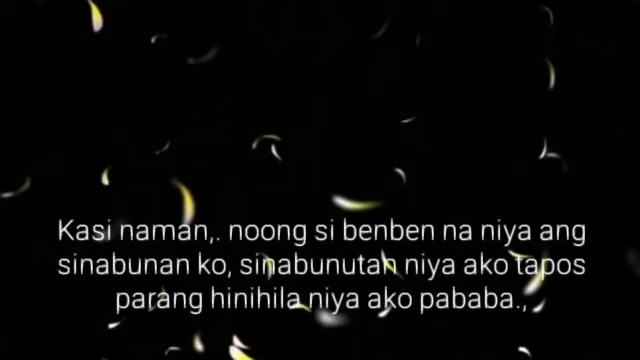 Kasi naman,. noong si benben na niya ang
sinabunan ko, sinabunutan niya ako tapos
parang hinihila niya ako pababa.,